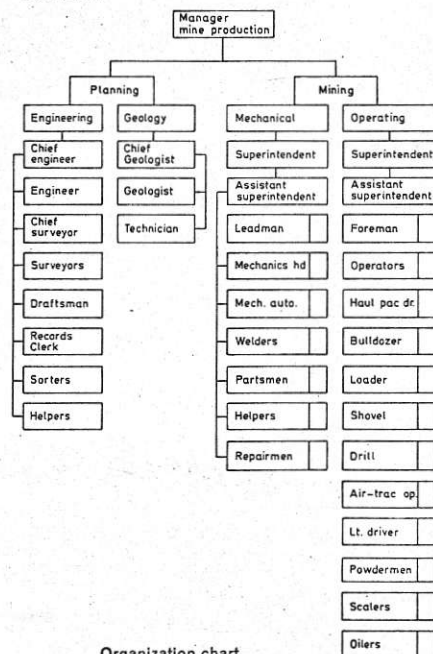 Manager
mine production
Planning
Mining
Engineering
Geology
Mechanical
Operating
Chief
engineer
Chief
Geologist
Superintendent
Superintendent
Engineer
Geologist
Assistant
superintendent
Assistant
superintendent
Chief
surveyor
Technician
Leadman
Foreman
Surveyors
Mechanics hd
Operators
Draftsman
Mech. auto.
Haul pac dr.
Records
Clerk
Welders
Bulldozer
Sorters
Partsmen
Loader
Helpers
Helpers
Shovel
Repairmen
Drill
Air-trac op.
Lt. driver
Powdermen
Scalers
Oilers
Organization chart